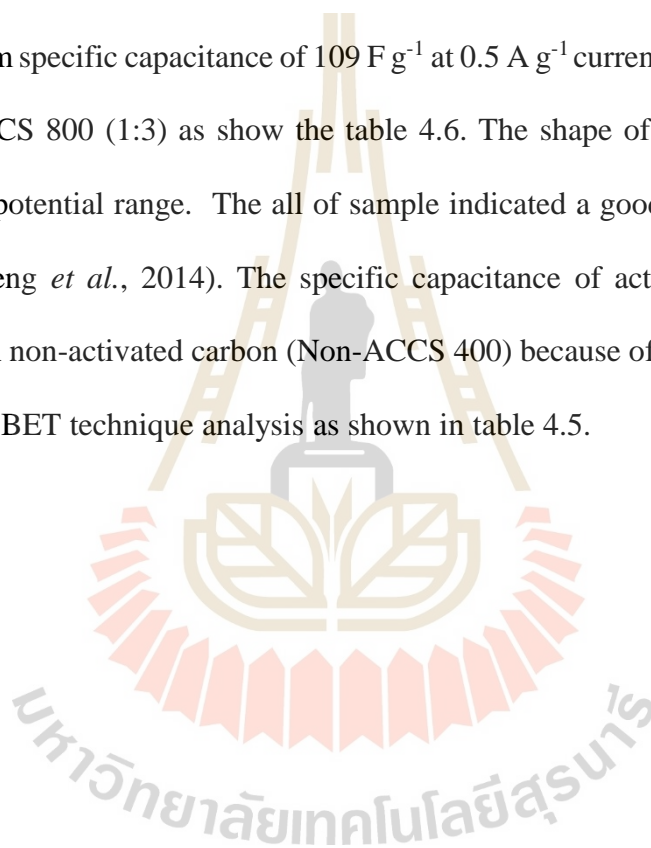 specific capacitance of 109 F g-1 at 0.5 A g-1
CS 800 (1:3) as show the table 4.6. The shape of
potential range. The all of sample indicated a good
eng et al., 2014). The specific capacitance of
non-activated carbon (Non-ACCS 400) because of
BET technique analysis as shown in table 4.5.
มหาวิทยาลัยเทคโนโลยีสุรนารี